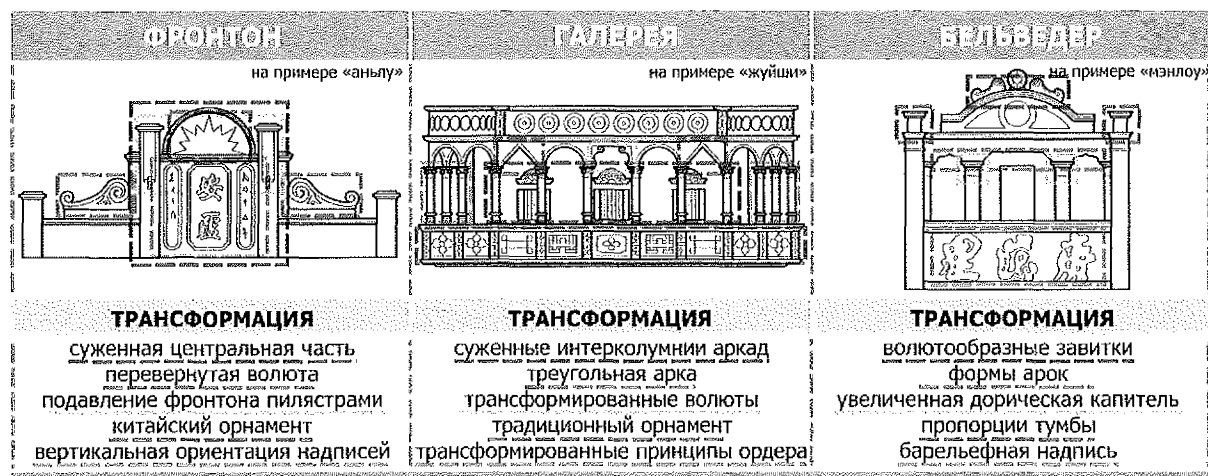 ФРОНТОН
на примере «аньлу»
ТРАНСФОРМАЦИЯ
суженная центральная часть
перевернутая волюта
подавление фронтона пилястрами
китайский орнамент
вертикальная ориентация надписей
ГАЛЕРЕЯ
на примере «жуйши»
ТРАНСФОРМАЦИЯ
суженные интерколумнии аркад
треугольная арка
трансформированные волюты
традиционный орнамент
трансформированные принципы ордера
БЕЛЬВЕДЕР
на примере «мэнлоу»
ТРАНСФОРМАЦИЯ
волютообразные завитки
формы арок
увеличенная дорическая капитель
пропорции тумбы
барельефная надпись